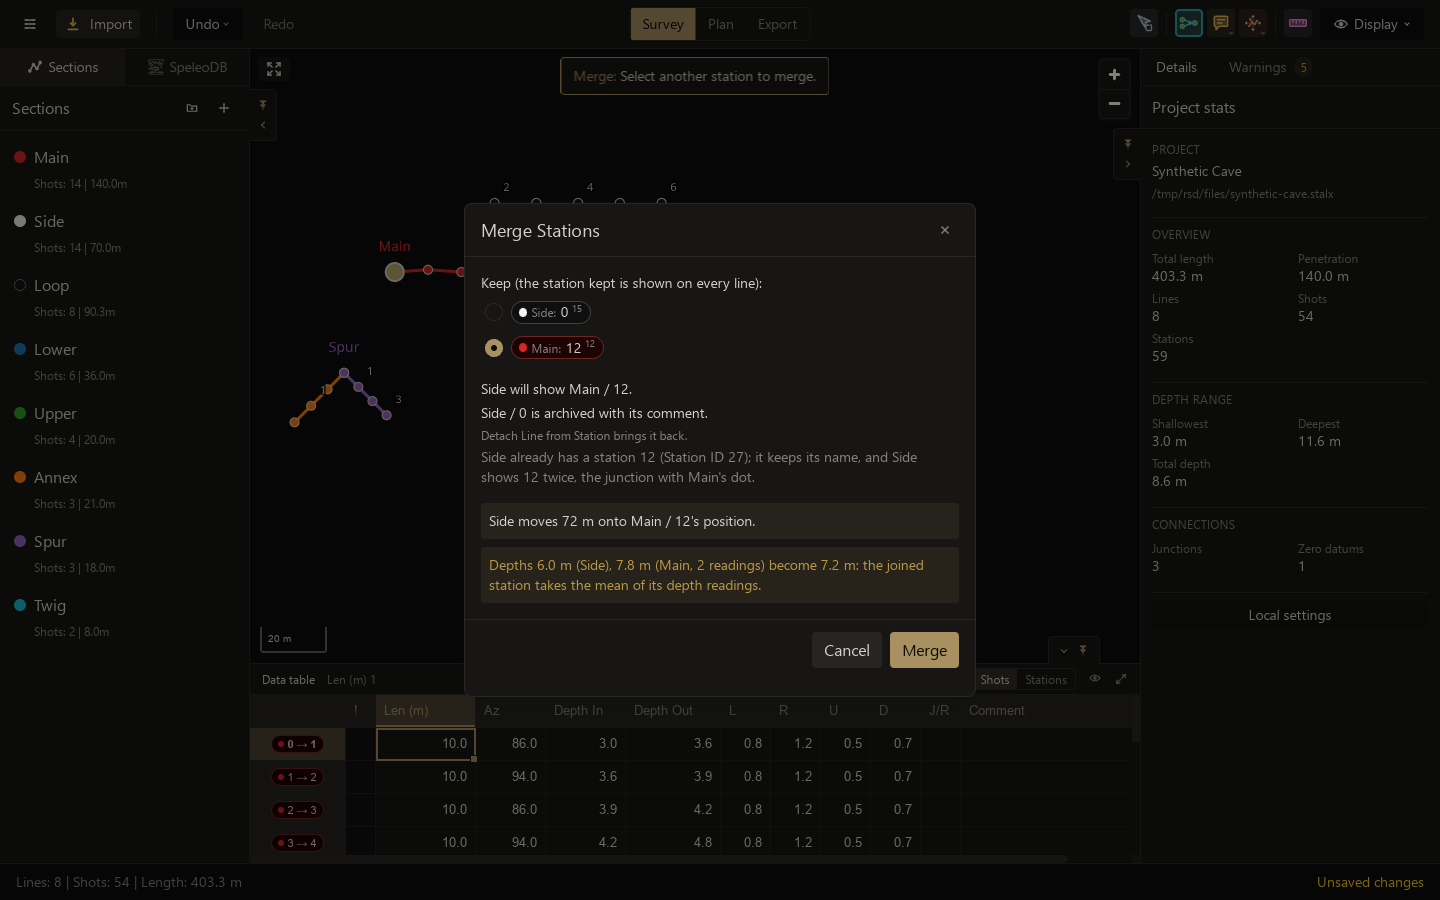 Import
Undo
Redo
Survey
Plan
Export
Display
Sections
SpeleoDB
Merge: Select another station to merge.
Details
Warnings 5
Sections
Project stats
Main
Shots: 14 | 140.0m
Side
Shots: 14 | 70.0m
Loop
Shots: 8 | 90.3m
Lower
Shots: 6 | 36.0m
Upper
Shots: 4 | 20.0m
Annex
Shots: 3 | 21.0m
Spur
Shots: 3 | 18.0m
Twig
Shots: 2 | 8.0m
2
4
6
Main
Spur
1
1
3
20 m
Merge Stations
Keep (the station kept is shown on every line):
Side: 0 15
Main: 12 12
Side will show Main / 12.
Side / 0 is archived with its comment.
Detach Line from Station brings it back.
Side already has a station 12 (Station ID 27); it keeps its name, and Side
shows 12 twice, the junction with Main's dot.
Side moves 72 m onto Main / 12's position.
Depths 6.0 m (Side), 7.8 m (Main, 2 readings) become 7.2 m: the joined
station takes the mean of its depth readings.
Cancel
Merge
PROJECT
Synthetic Cave
/tmp/rsd/files/synthetic-cave.stalx
OVERVIEW
Total length Penetration
403.3 m 140.0 m
Lines Shots
8 54
Stations
59
DEPTH RANGE
Shallowest Deepest
3.0 m 11.6 m
Total depth
8.6 m
CONNECTIONS
Junctions Zero datums
3 1
Local settings
Data table Len (m) 1
Shots
Stations
! Len (m) Az Depth In Depth Out L R U D J/R Comment
0 → 1 10.0 86.0 3.0 3.6 0.8 1.2 0.5 0.7
1 → 2 10.0 94.0 3.6 3.9 0.8 1.2 0.5 0.7
2 → 3 10.0 86.0 3.9 4.2 0.8 1.2 0.5 0.7
3 → 4 10.0 94.0 4.2 4.8 0.8 1.2 0.5 0.7
Lines: 8 | Shots: 54 | Length: 403.3 m
Unsaved changes